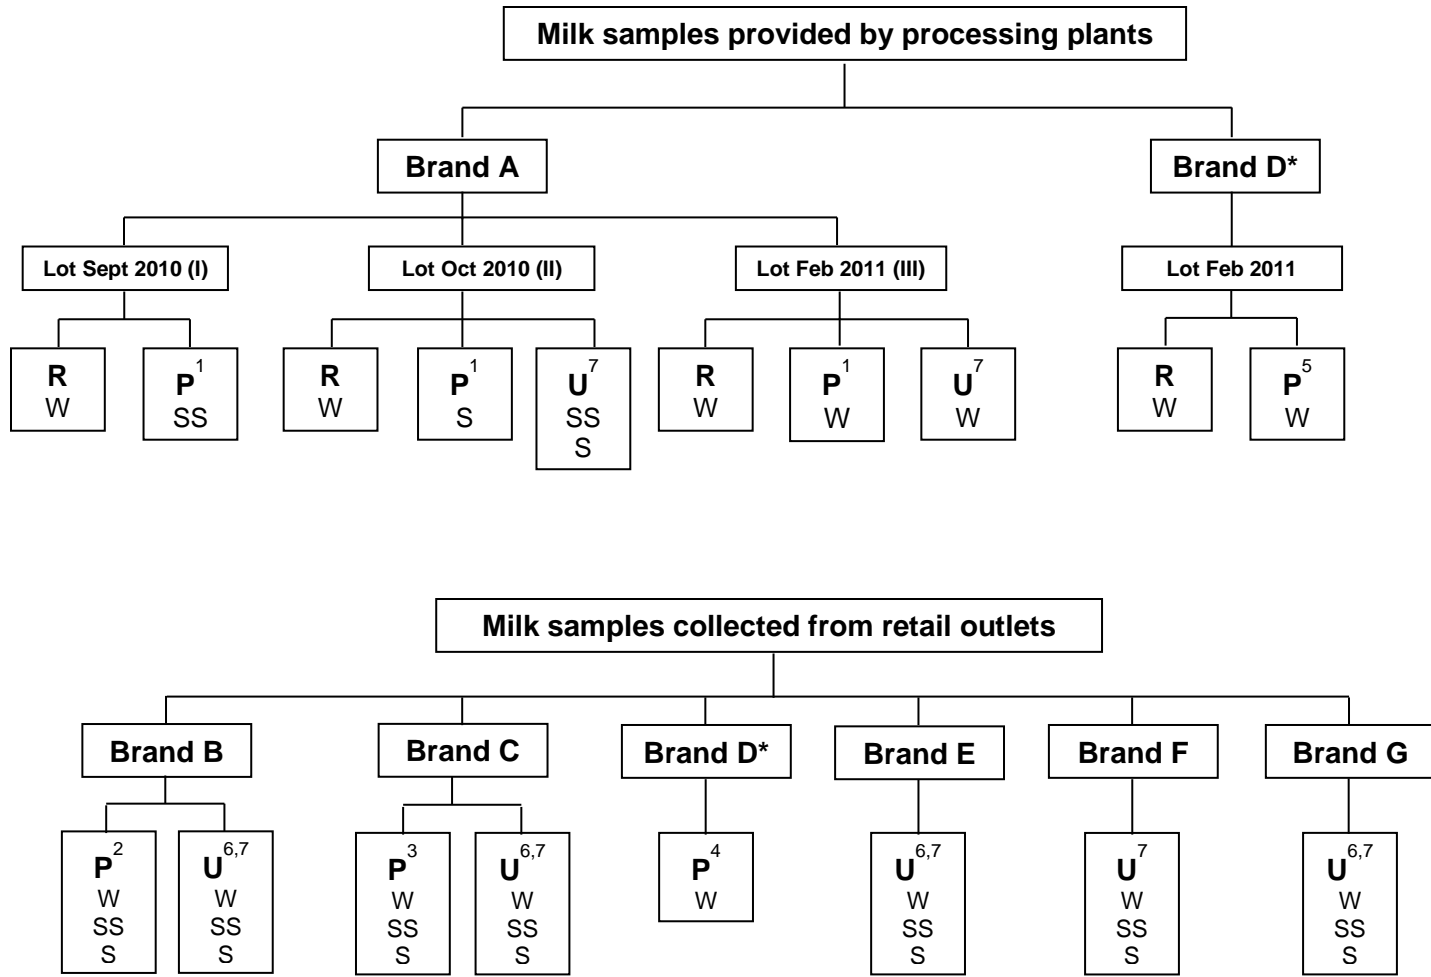 Milk samples provided by processing plants
Brand A
Brand D*
Lot Sept 2010 (I)
Lot Oct 2010 (II)
Lot Feb 2011 (III)
Lot Feb 2011
R
W
P1
SS
R
W
P1
S
U7
SS
S
R
W
P1
W
U7
W
R
W
P5
W
Milk samples collected from retail outlets
Brand B
Brand C
Brand D*
Brand E
Brand F
Brand G
P2
W
SS
S
U6,7
W
SS
S
P3
W
SS
S
U6,7
W
SS
S
P4
W
U6,7
W
SS
S
U7
W
SS
S
U6,7
W
SS
S